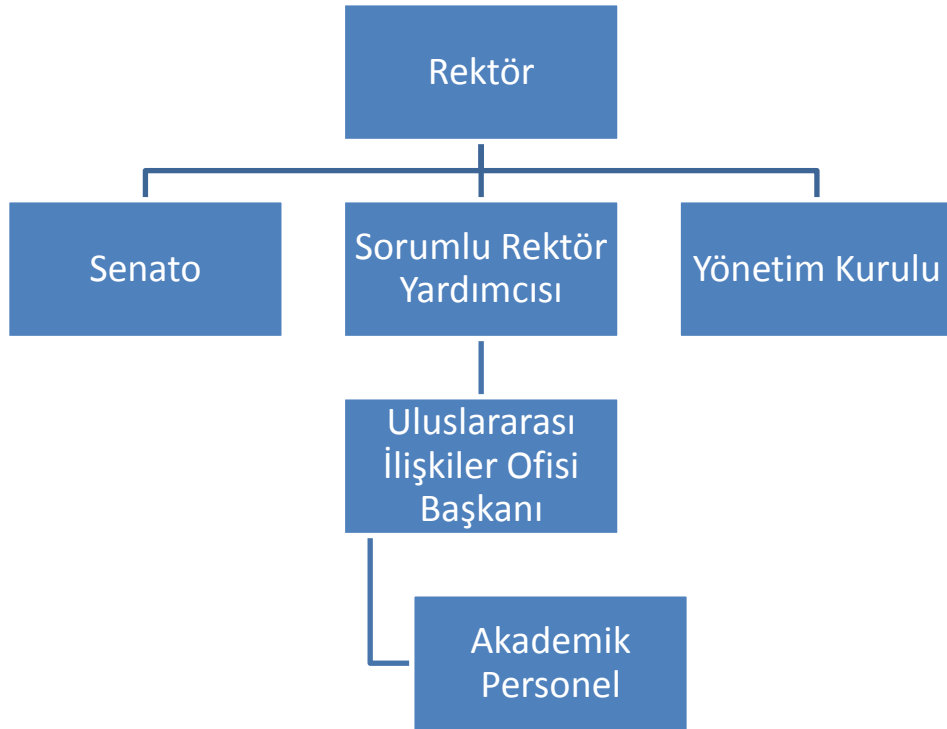 Rektör
Senato
Sorumlu Rektör
Yardımcısı
Yönetim Kurulu
Uluslararası
İlişkiler Ofisi
Başkanı
Akademik
Personel